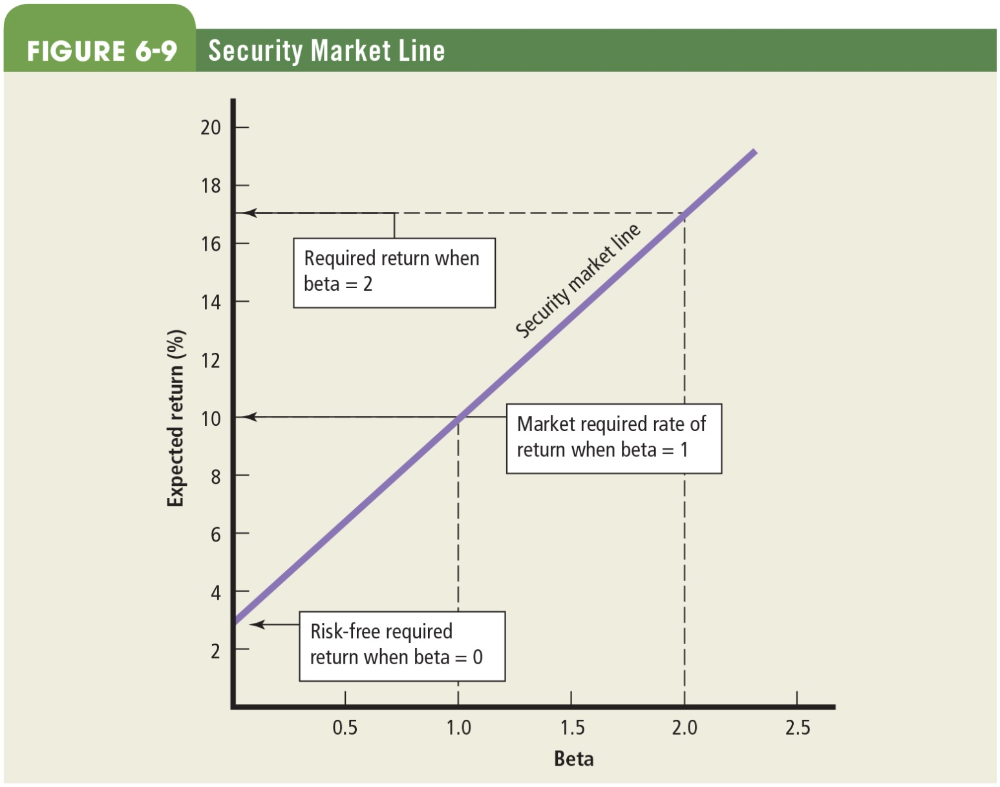 FIGURE 6-9 Security Market Line
20
18
16
14
12
10
8
6
4
2
Expected return (%)
Required return when
beta = 2
Security market line
Market required rate of
return when beta = 1
Risk-free required
return when beta = 0
0.5 1.0 1.5 2.0 2.5
Beta